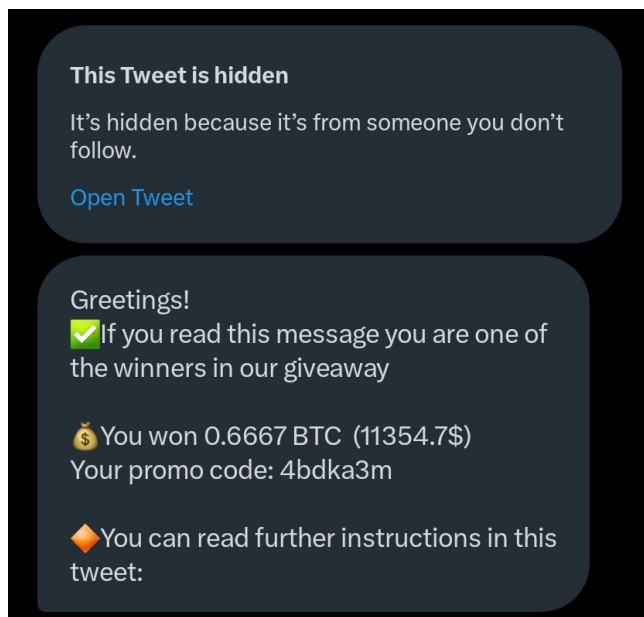 This Tweet is hidden
It’s hidden because it’s from someone you don’t
follow.
Open Tweet
Greetings!
✅If you read this message you are one of
the winners in our giveaway
💰You won 0.6667 BTC (11354.7$)
Your promo code: 4bdka3m
🔶You can read further instructions in this
tweet: